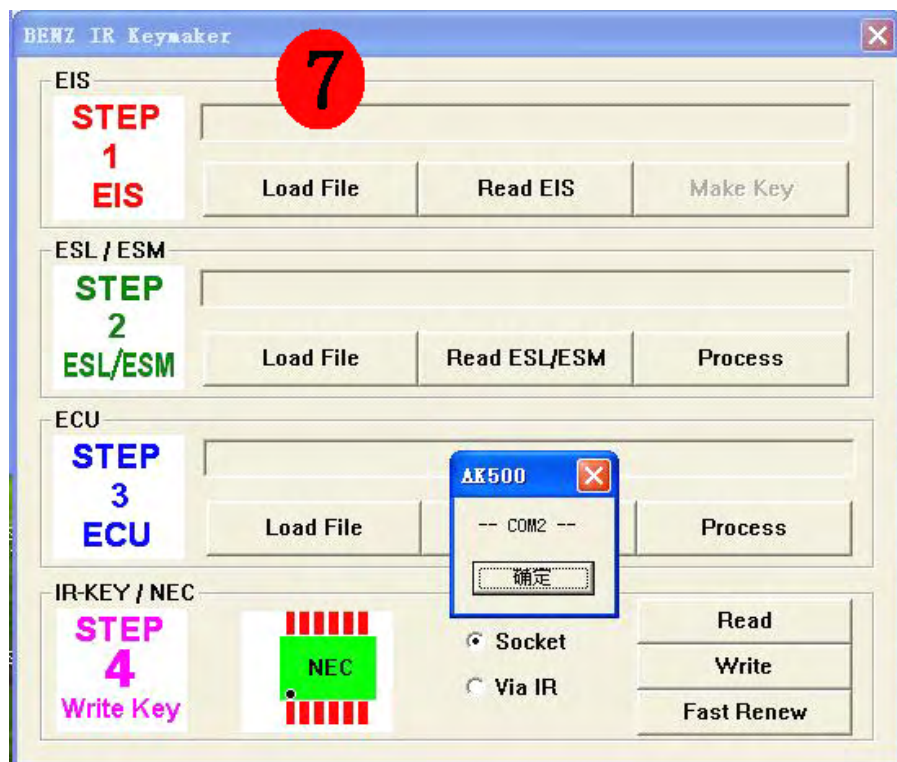 BENZ IR Keymaker
7
EIS
STEP
1
EIS
Load File
Read EIS
Make Key
ESL / ESM
STEP
2
ESL/ESM
Load File
Read ESL/ESM
Process
ECU
STEP
3
ECU
Load File
Process
AK500
-- COM2 --
确定
IR-KEY / NEC
STEP
4
Write Key
NEC
Socket
Via IR
Read
Write
Fast Renew